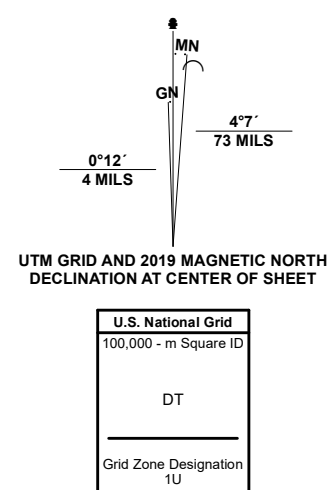 MN
GN
4°7´
73 MILS
0°12´
4 MILS
UTM GRID AND 2019 MAGNETIC NORTH
DECLINATION AT CENTER OF SHEET
U.S. National Grid
100,000 - m Square ID
DT
Grid Zone Designation
1U